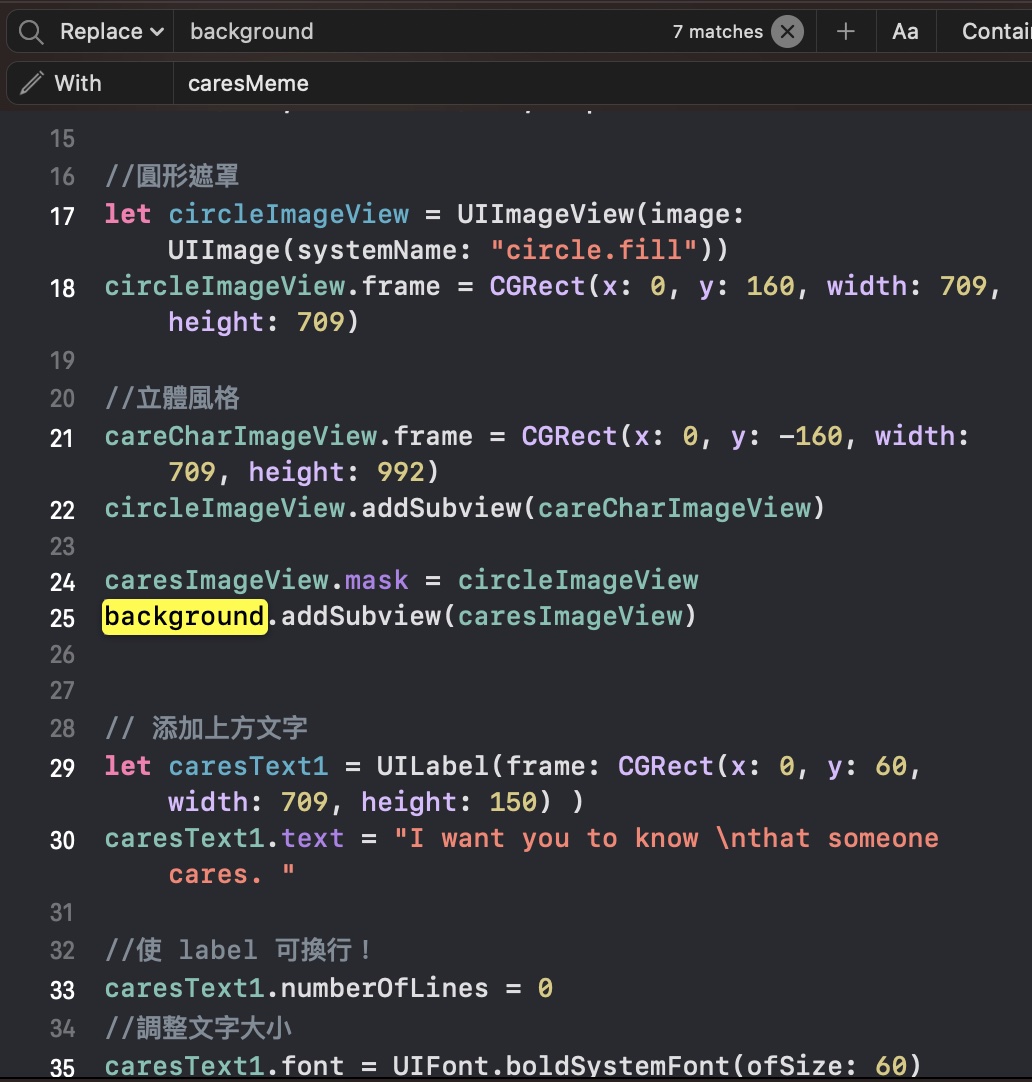 Replace background 7 matches Aa
With caresMeme
15
16 //圓形遮罩
17 let circleImageView = UIImageView(image:
UIImage(systemName: "circle.fill"))
18 circleImageView.frame = CGRect(x: 0, y: 160, width: 709,
height: 709)
19
20 //立體風格
21 careCharImageView.frame = CGRect(x: 0, y: -160, width:
709, height: 992)
22 circleImageView.addSubview(careCharImageView)
23
24 caresImageView.mask = circleImageView
25 background.addSubview(caresImageView)
26
27
28 // 添加上方文字
29 let caresText1 = UILabel(frame: CGRect(x: 0, y: 60,
width: 709, height: 150) )
30 caresText1.text = "I want you to know \nthat someone
cares. "
31
32 //使 label 可換行！
33 caresText1.numberOfLines = 0
34 //調整文字大小
35 caresText1.font = UIFont.boldSystemFont(ofSize: 60)